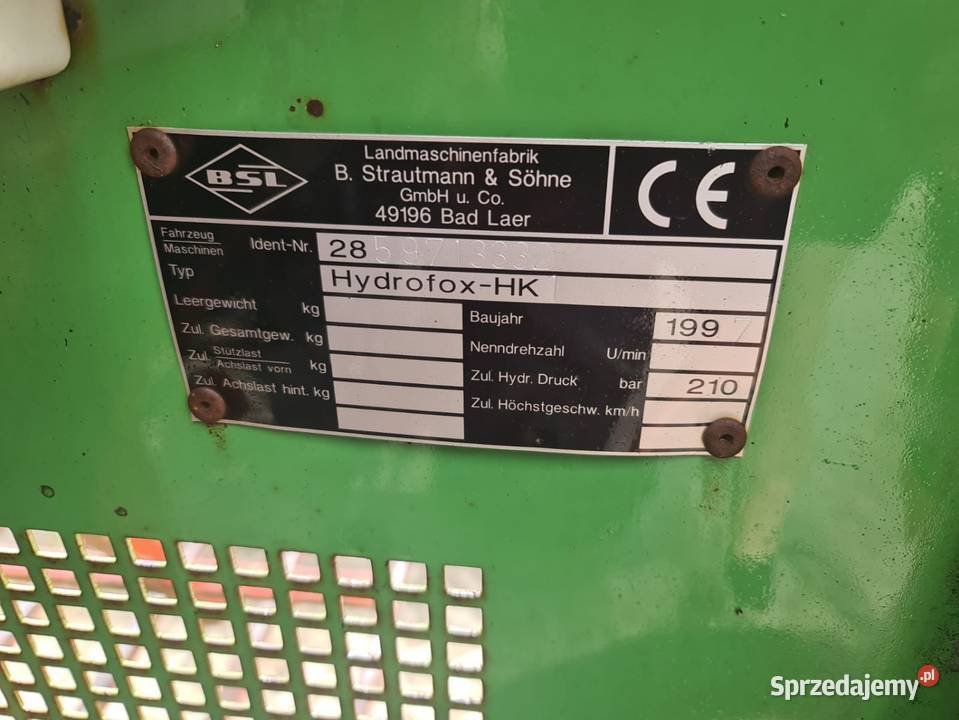 BSL
Landmaschinenfabrik
B. Strautmann & Söhne
GmbH u. Co.
49196 Bad Laer
CE
Fahrzeug
Maschinen
Ident-Nr. 28
Typ Hydrofox-HK
Leergewicht kg
Zul. Gesamtgew. kg
Zul. Stützlast
Achslast vorn kg
Zul. Achslast hint. kg
Baujahr 1997
Nenndrehzahl U/min
Zul. Hydr. Druck bar 210
Zul. Höchstgeschw. km/h
Sprzedajemy.pl